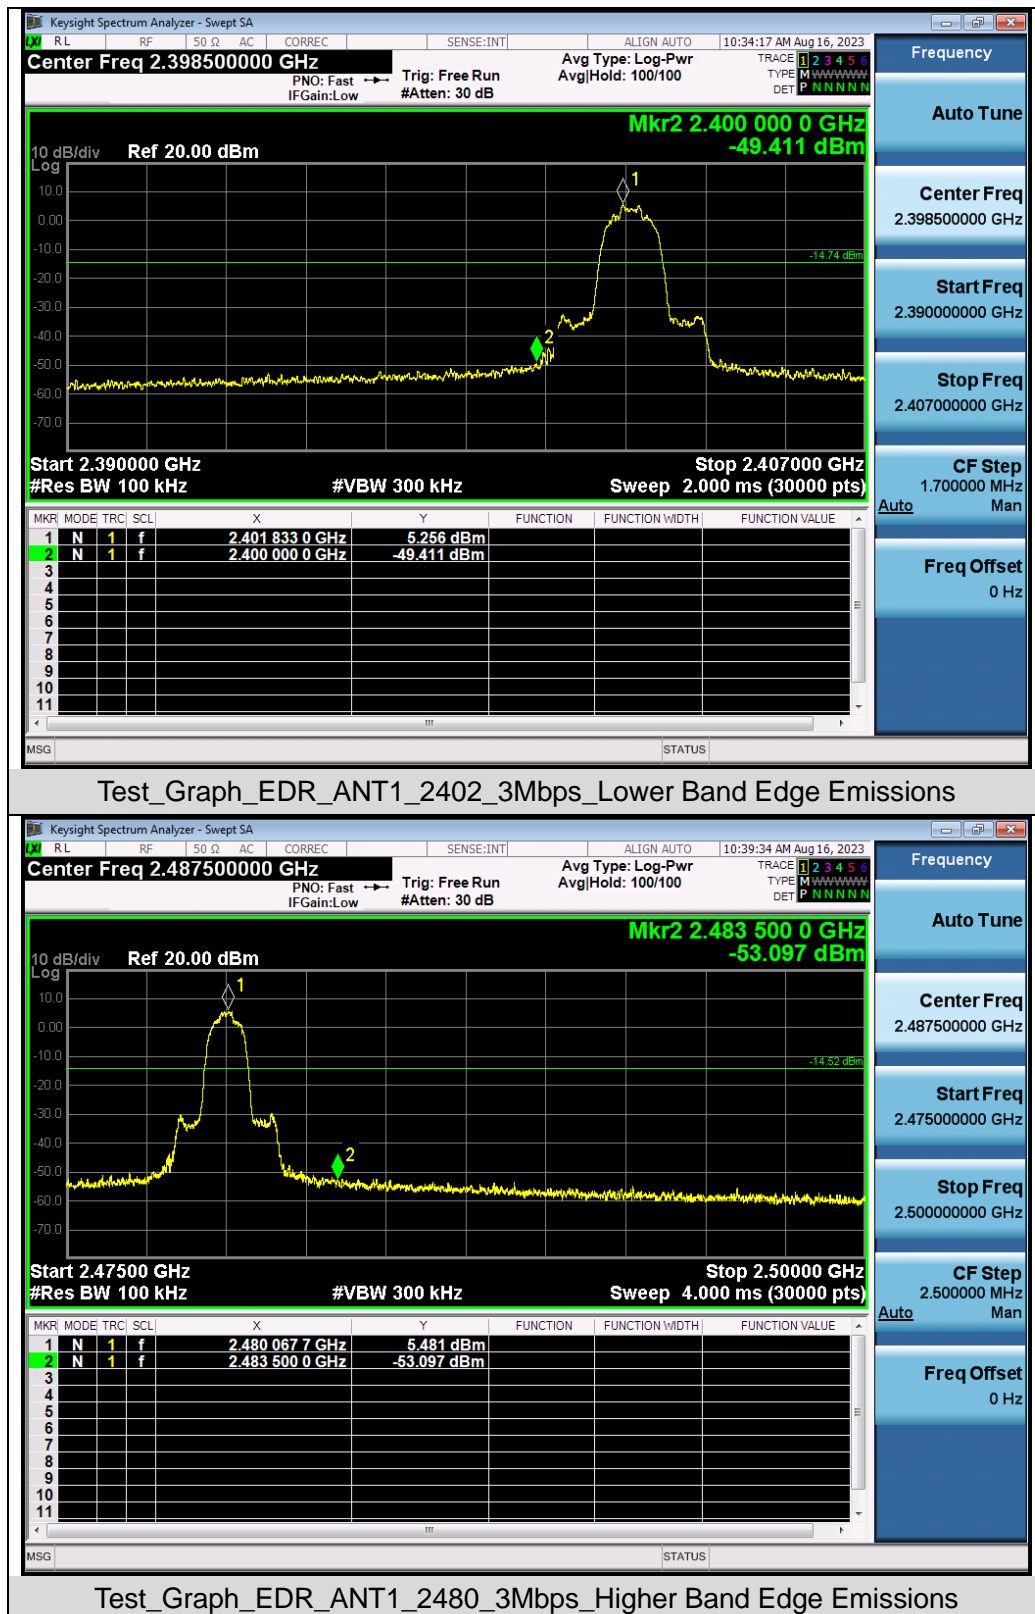 Keysight Spectrum Analyzer - Swept SA
LXI RL RF 50 Ω AC CORREC SENSE:INT ALIGN AUTO 10:34:17 AM Aug 16, 2023
Center Freq 2.398500000 GHz
PNO: Fast
IFGain:Low
Trig: Free Run
#Atten: 30 dB
Avg Type: Log-Pwr
Avg|Hold: 100/100
TRACE 1 2 3 4 5 6
TYPE M WWWWW
DET P N N N N N
Mkr2 2.400 000 0 GHz
-49.411 dBm
10 dB/div Ref 20.00 dBm
Log
10.0
0.00
-10.0
-20.0
-30.0
-40.0
-50.0
-60.0
-70.0
1
-14.74 dBm
2
Start 2.390000 GHz Stop 2.407000 GHz
#Res BW 100 kHz #VBW 300 kHz Sweep 2.000 ms (30000 pts)
MKR MODE TRC SCL X Y FUNCTION FUNCTION WIDTH FUNCTION VALUE
1 N 1 f 2.401 833 0 GHz 5.256 dBm
2 N 1 f 2.400 000 0 GHz -49.411 dBm
3
4
5
6
7
8
9
10
11
MSG STATUS
Frequency
Auto Tune
Center Freq
2.398500000 GHz
Start Freq
2.390000000 GHz
Stop Freq
2.407000000 GHz
CF Step
1.700000 MHz
Auto Man
Freq Offset
0 Hz
Test_Graph_EDR_ANT1_2402_3Mbps_Lower Band Edge Emissions
Keysight Spectrum Analyzer - Swept SA
LXI RL RF 50 Ω AC CORREC SENSE:INT ALIGN AUTO 10:39:34 AM Aug 16, 2023
Center Freq 2.487500000 GHz
PNO: Fast
IFGain:Low
Trig: Free Run
#Atten: 30 dB
Avg Type: Log-Pwr
Avg|Hold: 100/100
TRACE 1 2 3 4 5 6
TYPE M WWWWW
DET P N N N N N
Mkr2 2.483 500 0 GHz
-53.097 dBm
10 dB/div Ref 20.00 dBm
Log
10.0
0.00
-10.0
-20.0
-30.0
-40.0
-50.0
-60.0
-70.0
1
-14.52 dBm
2
Start 2.47500 GHz Stop 2.50000 GHz
#Res BW 100 kHz #VBW 300 kHz Sweep 4.000 ms (30000 pts)
MKR MODE TRC SCL X Y FUNCTION FUNCTION WIDTH FUNCTION VALUE
1 N 1 f 2.480 067 7 GHz 5.481 dBm
2 N 1 f 2.483 500 0 GHz -53.097 dBm
3
4
5
6
7
8
9
10
11
MSG STATUS
Frequency
Auto Tune
Center Freq
2.487500000 GHz
Start Freq
2.475000000 GHz
Stop Freq
2.500000000 GHz
CF Step
2.500000 MHz
Auto Man
Freq Offset
0 Hz
Test_Graph_EDR_ANT1_2480_3Mbps_Higher Band Edge Emissions